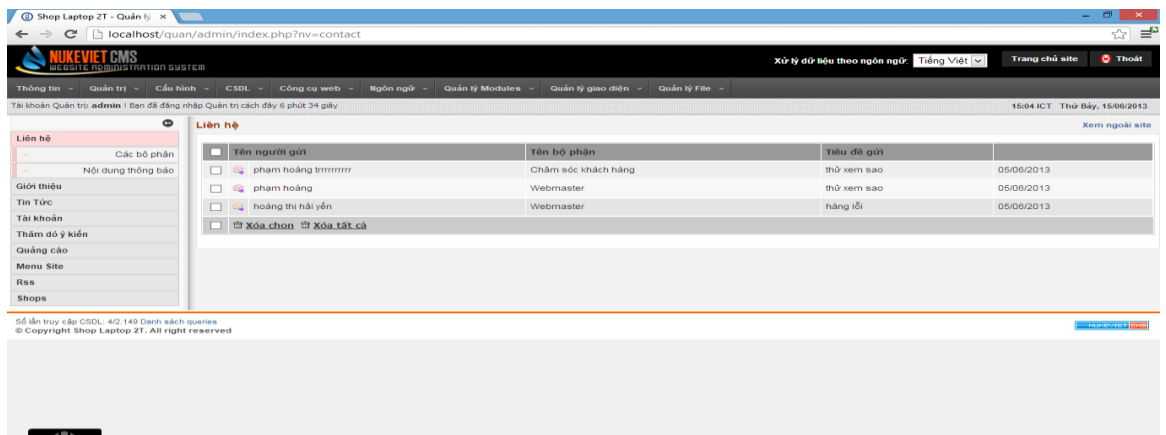 Shop Laptop 2T - Quản lý
localhost/quan/admin/index.php?nv=contact
NUKEVIET CMS
WEBSITE ADMINISTRATION SYSTEM
Xử lý dữ liệu theo ngôn ngữ: Tiếng Việt Trang chủ site Thoát
Thông tin Quản trị Cấu hình CSDL Công cụ web Ngôn ngữ Quản lý Modules Quản lý giao diện Quản lý File
Tài khoản Quản trị: admin ! Bạn đã đăng nhập Quản trị cách đây 6 phút 34 giây 15:04 ICT Thứ Bảy, 15/06/2013
Liên hệ
Các bộ phận
Nội dung thông báo
Giới thiệu
Tin Tức
Tài khoản
Thăm dò ý kiến
Quảng cáo
Menu Site
Rss
Shops
Liên hệ Xem ngoài site
Tên người gửi Tên bộ phận Tiêu đề gửi
phạm hoàng trrrrrrrrr Chăm sóc khách hàng thử xem sao 05/06/2013
phạm hoàng Webmaster thử xem sao 05/06/2013
hoàng thị hải yến Webmaster hàng lỗi 05/06/2013
Xóa chọn Xóa tất cả
Số lần truy cập CSDL: 4/2.149 Danh sách queries
© Copyright Shop Laptop 2T. All right reserved
NUKEVIET CMS